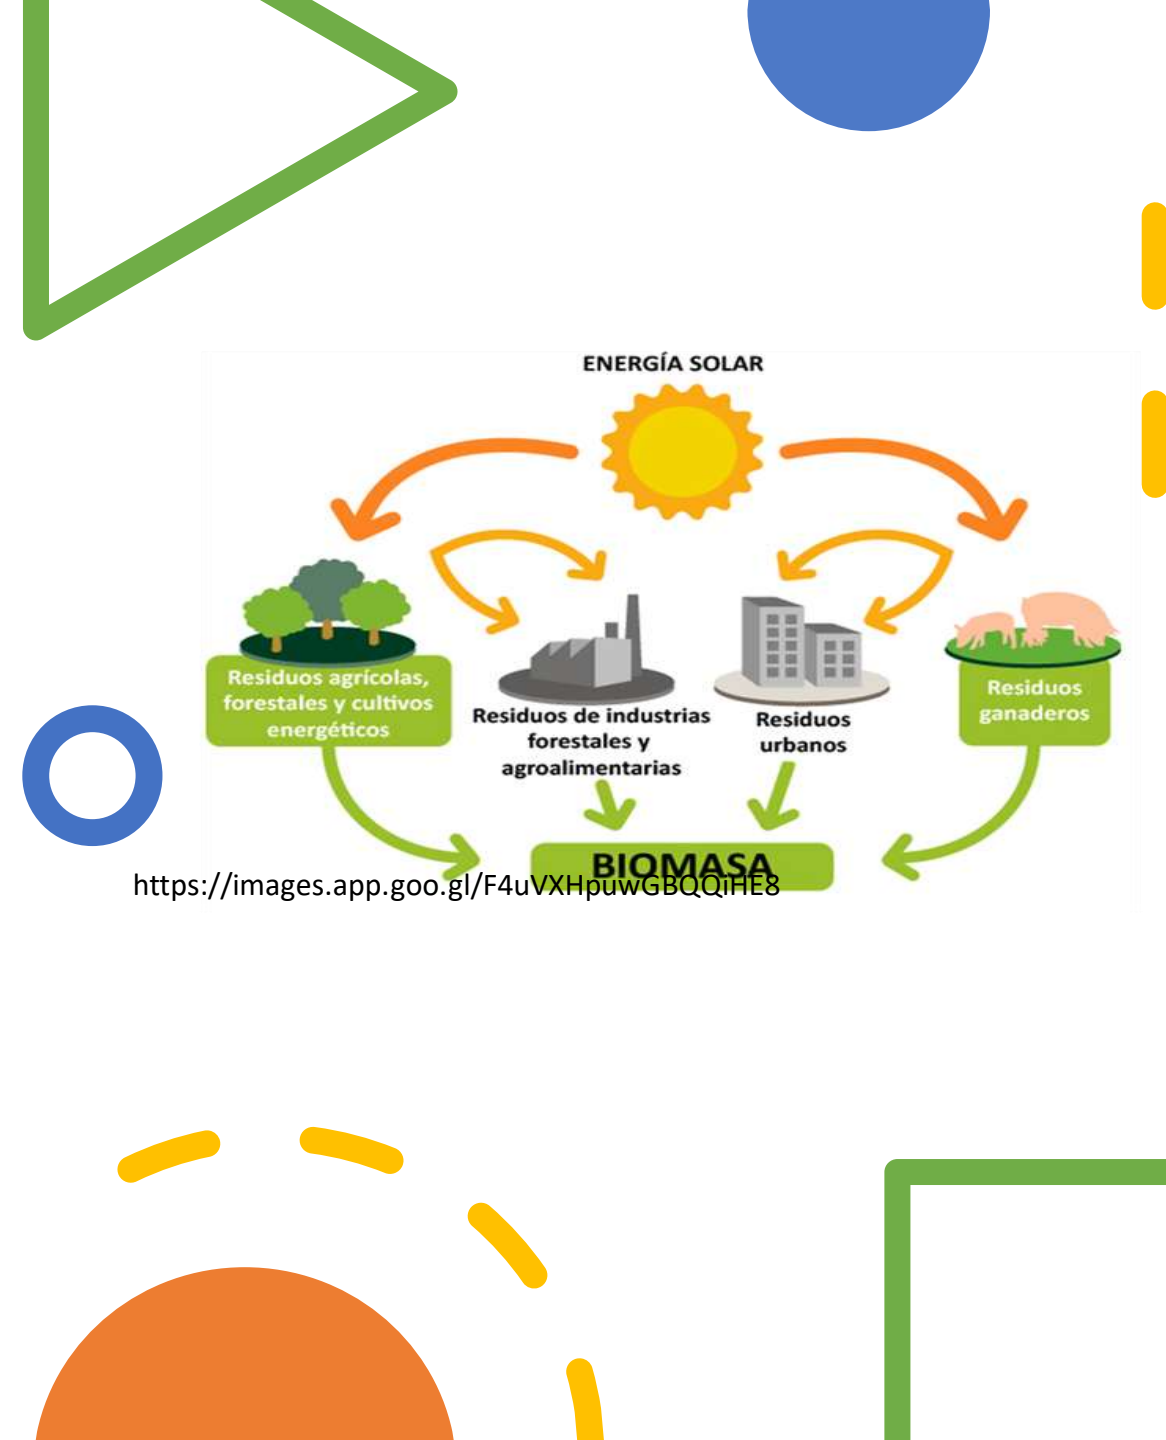 ENERGÍA SOLAR
Residuos agrícolas,
forestales y cultivos
energéticos
Residuos de industrias
forestales y
agroalimentarias
Residuos
urbanos
Residuos
ganaderos
BIOMASA
https://images.app.goo.gl/F4uVXHpuwGBQQiHE8